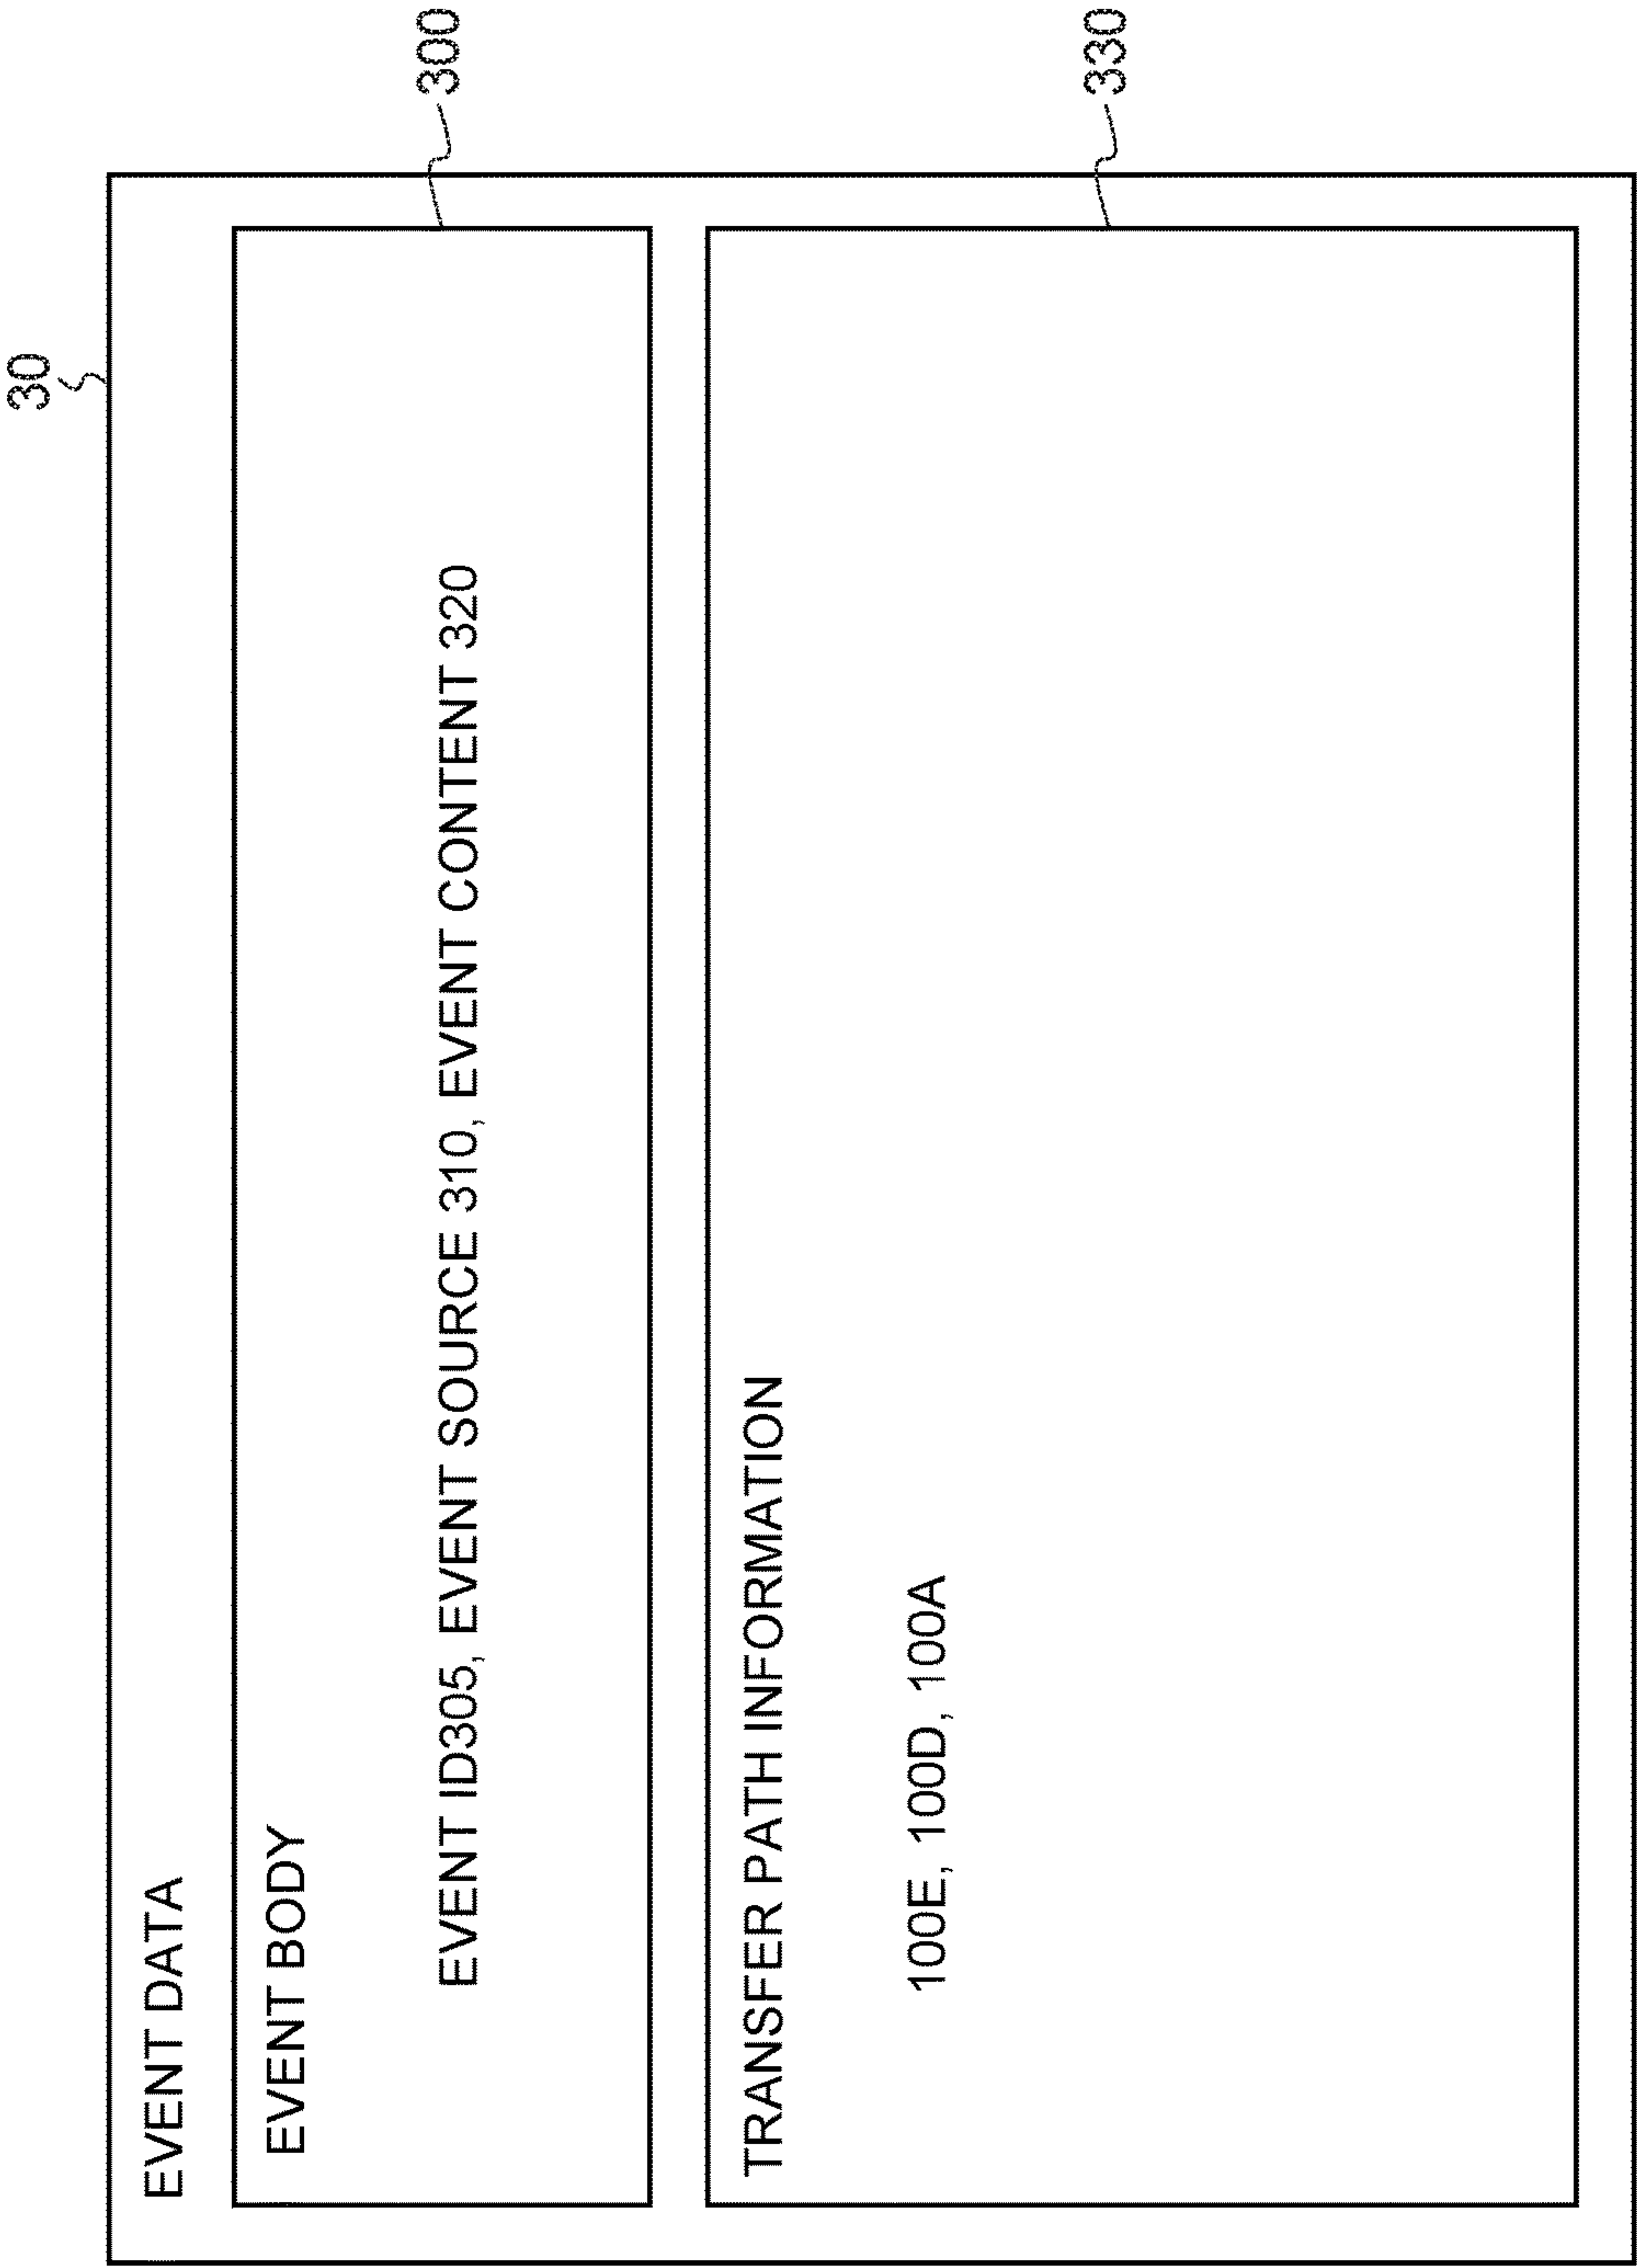 30
EVENT DATA
EVENT BODY
300
EVENT ID305, EVENT SOURCE 310, EVENT CONTENT 320
TRANSFER PATH INFORMATION
100E, 100D, 100A
330